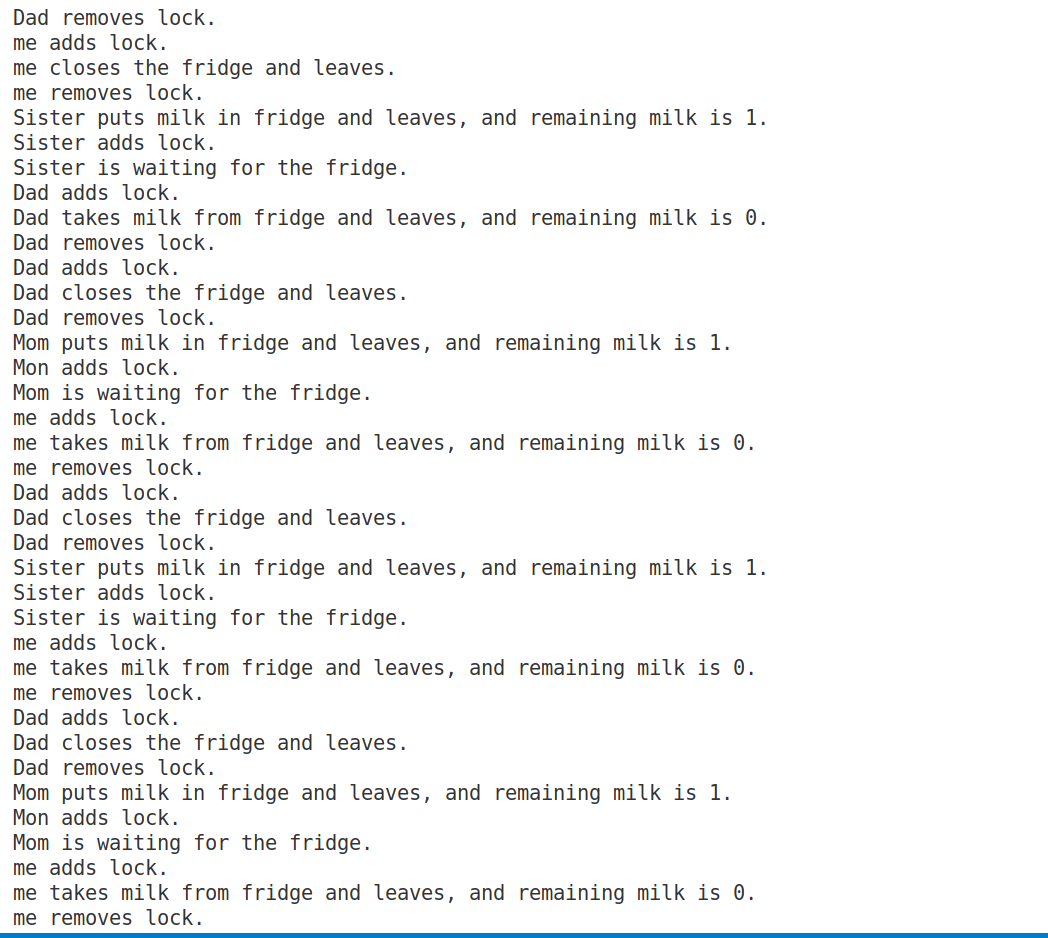 Dad removes lock.
me adds lock.
me closes the fridge and leaves.
me removes lock.
Sister puts milk in fridge and leaves, and remaining milk is 1.
Sister adds lock.
Sister is waiting for the fridge.
Dad adds lock.
Dad takes milk from fridge and leaves, and remaining milk is 0.
Dad removes lock.
Dad adds lock.
Dad closes the fridge and leaves.
Dad removes lock.
Mom puts milk in fridge and leaves, and remaining milk is 1.
Mon adds lock.
Mom is waiting for the fridge.
me adds lock.
me takes milk from fridge and leaves, and remaining milk is 0.
me removes lock.
Dad adds lock.
Dad closes the fridge and leaves.
Dad removes lock.
Sister puts milk in fridge and leaves, and remaining milk is 1.
Sister adds lock.
Sister is waiting for the fridge.
me adds lock.
me takes milk from fridge and leaves, and remaining milk is 0.
me removes lock.
Dad adds lock.
Dad closes the fridge and leaves.
Dad removes lock.
Mom puts milk in fridge and leaves, and remaining milk is 1.
Mon adds lock.
Mom is waiting for the fridge.
me adds lock.
me takes milk from fridge and leaves, and remaining milk is 0.
me removes lock.